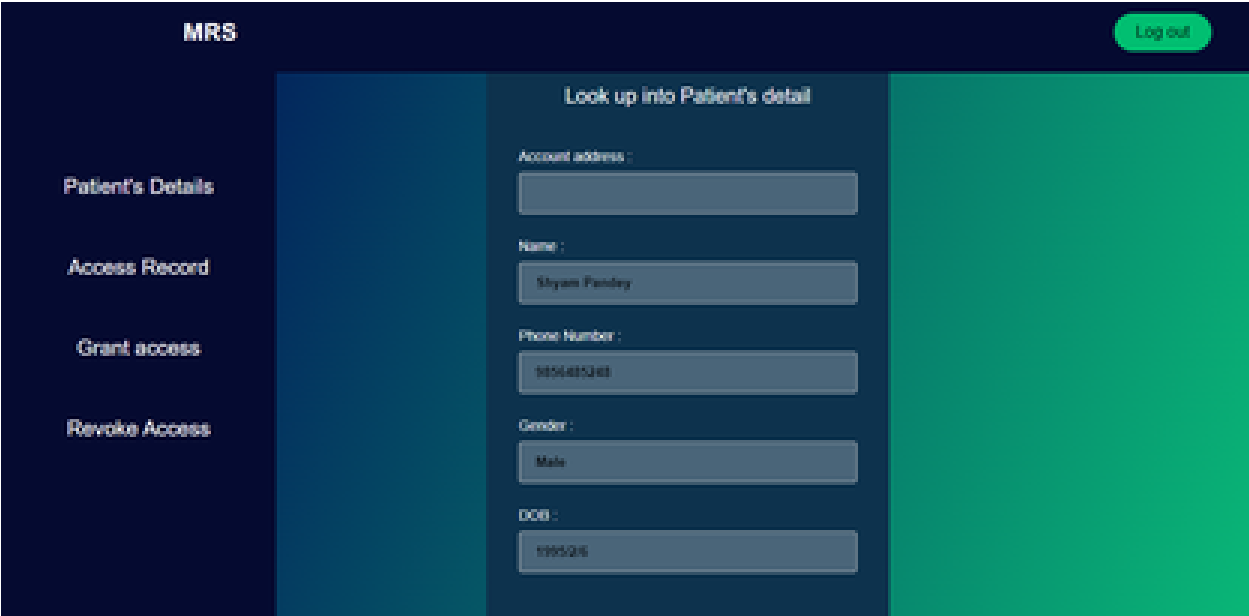 MRS
Log out
Look up into Patient's detail
Account address :
Patient's Details
Name :
Access Record
Shyam Pandey
Phone Number :
Grant access
Gender :
Revoke Access
Male
DOB :
1995/2/6